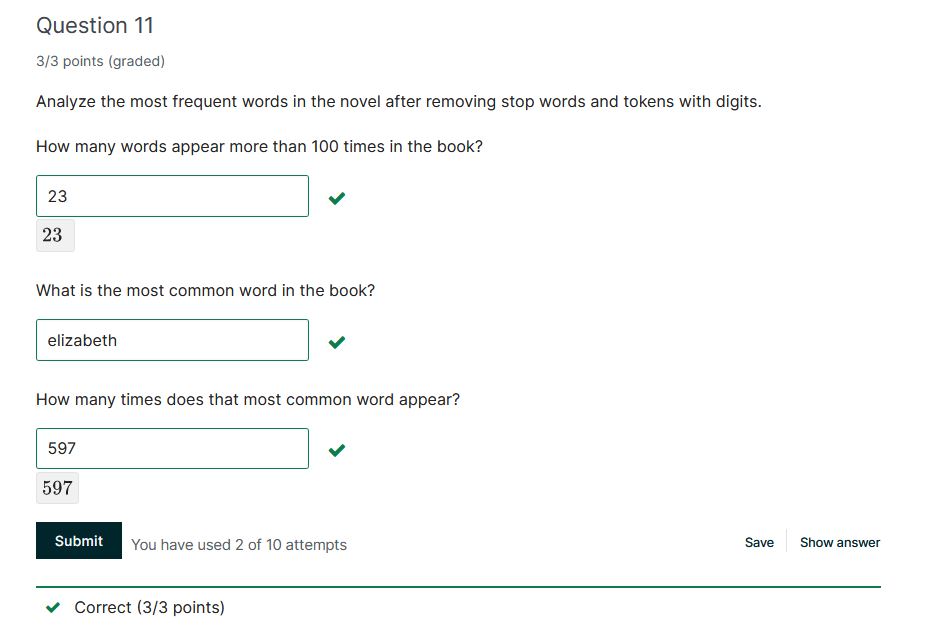 Question 11
3/3 points (graded)
Analyze the most frequent words in the novel after removing stop words and tokens with digits.
How many words appear more than 100 times in the book?
23
23
What is the most common word in the book?
elizabeth
How many times does that most common word appear?
597
597
Submit You have used 2 of 10 attempts Save Show answer
Correct (3/3 points)